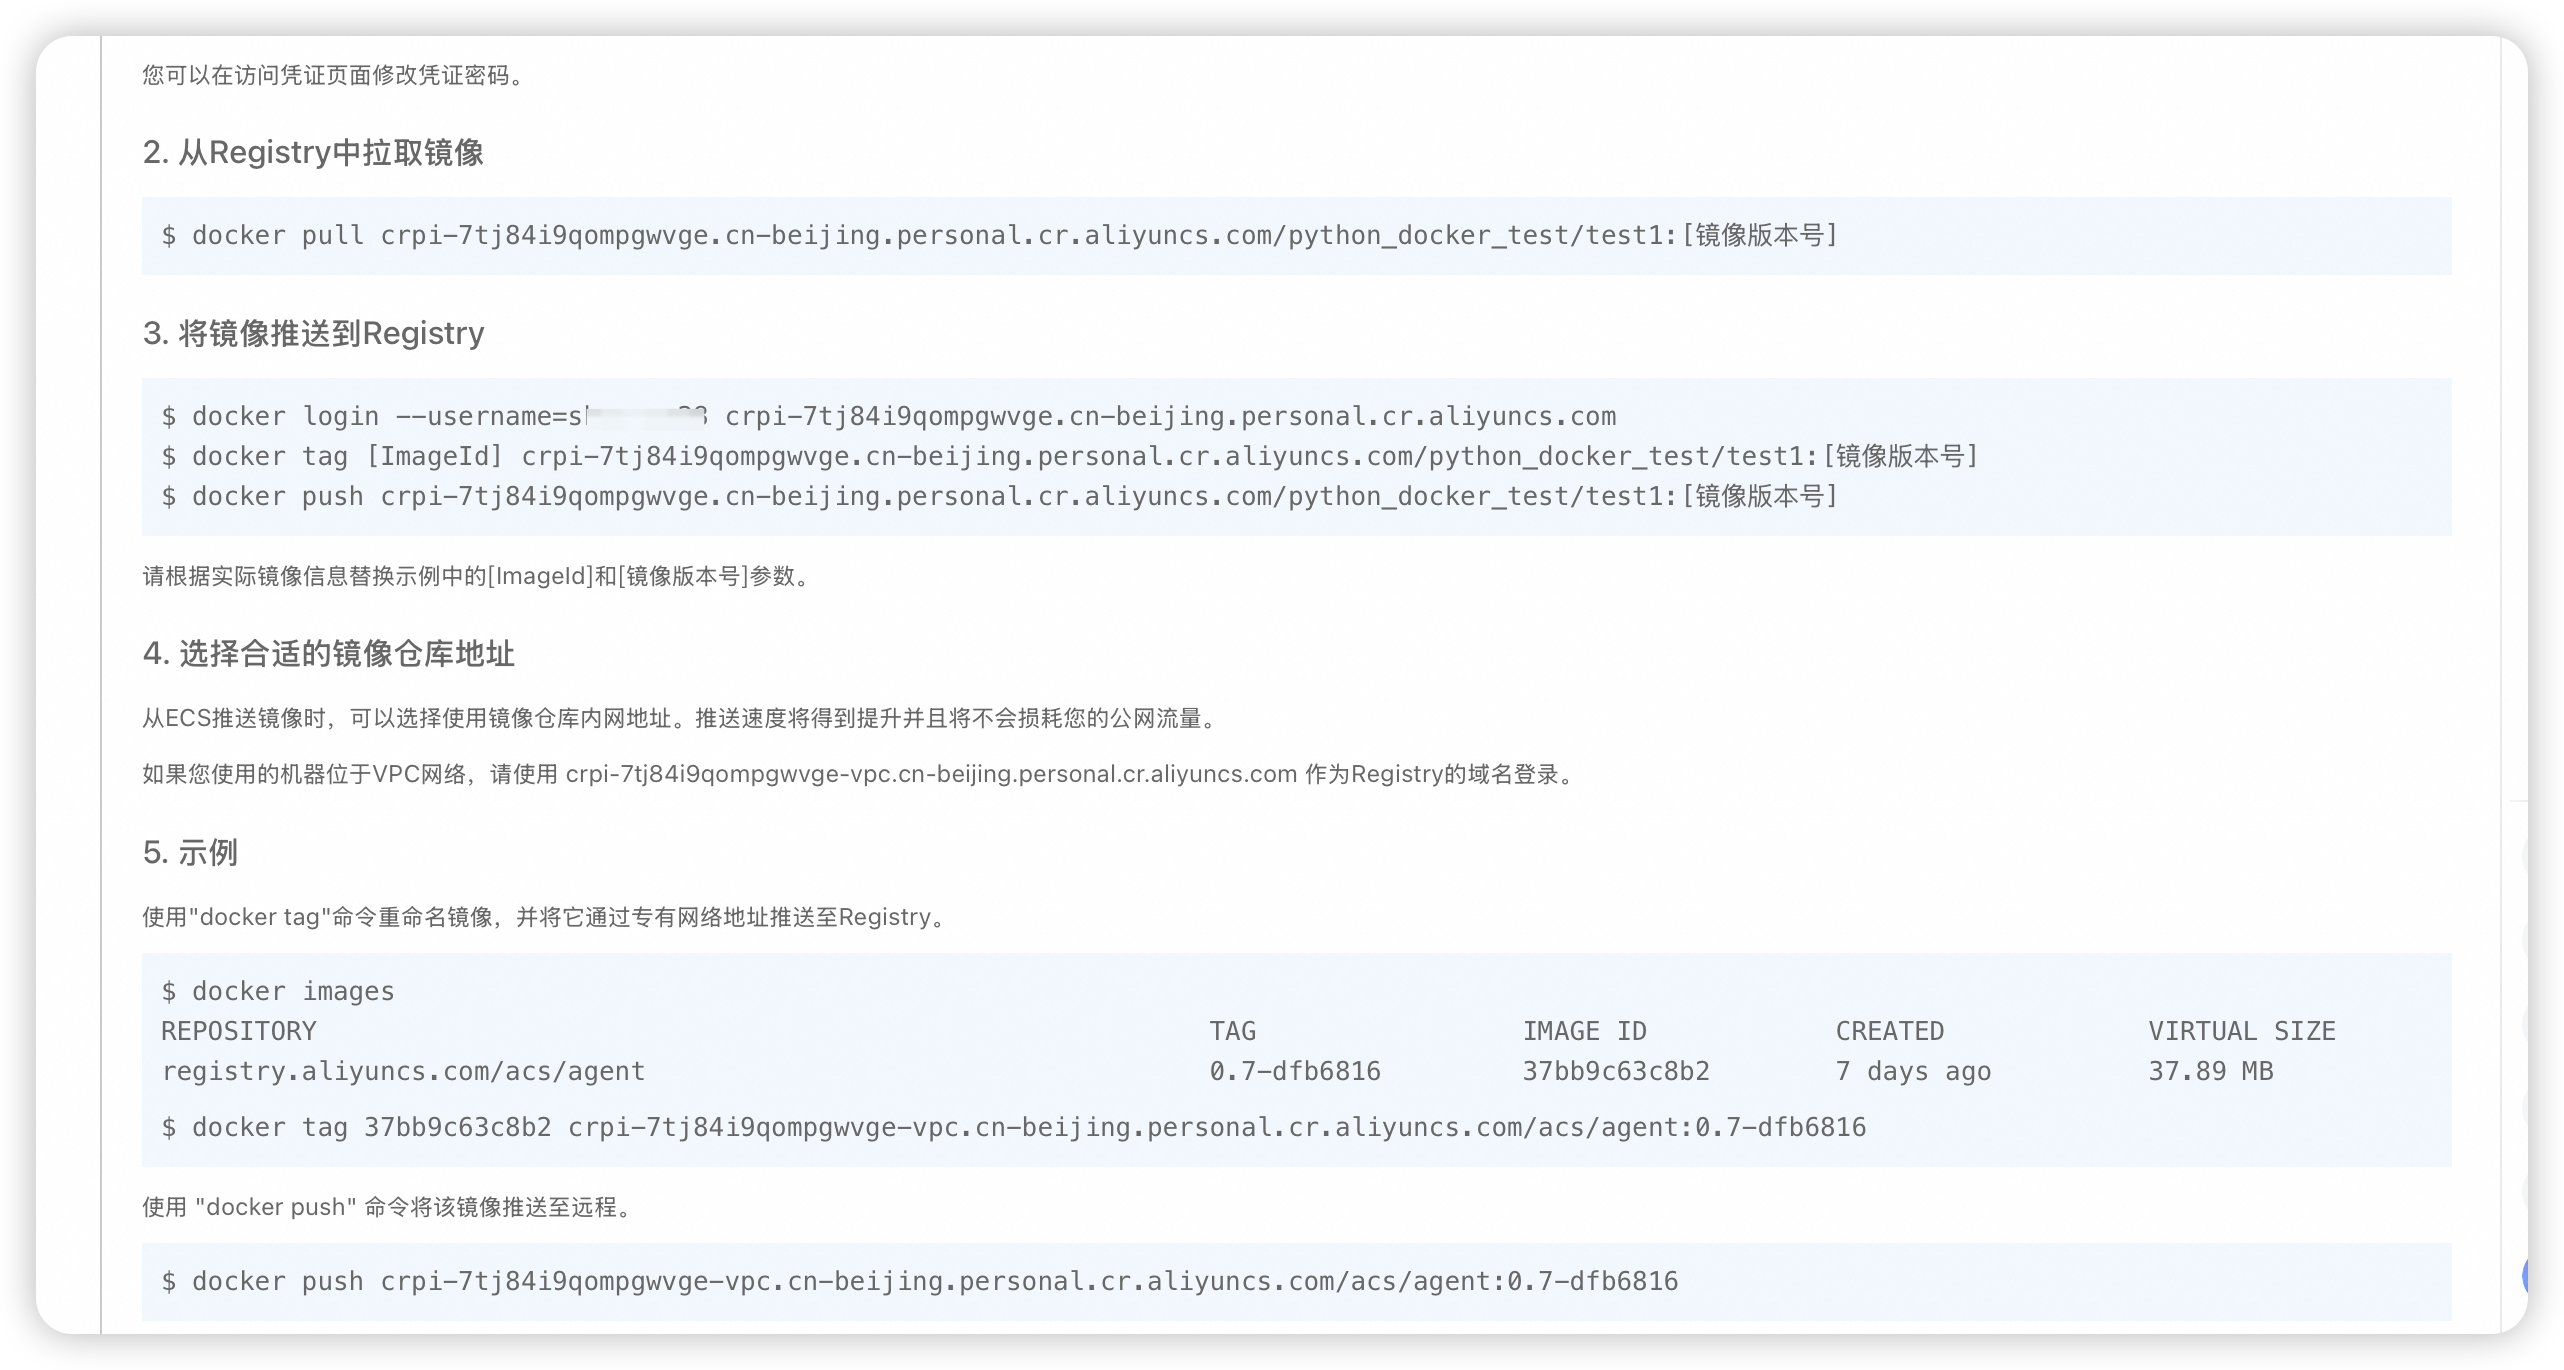 您可以在访问凭证页面修改凭证密码。
2. 从Registry中拉取镜像
$ docker pull crpi-7tj84i9qompgwvge.cn-beijing.personal.cr.aliyuncs.com/python_docker_test/test1:[镜像版本号]
3. 将镜像推送到Registry
$ docker login --username= crpi-7tj84i9qompgwvge.cn-beijing.personal.cr.aliyuncs.com
$ docker tag [ImageId] crpi-7tj84i9qompgwvge.cn-beijing.personal.cr.aliyuncs.com/python_docker_test/test1:[镜像版本号]
$ docker push crpi-7tj84i9qompgwvge.cn-beijing.personal.cr.aliyuncs.com/python_docker_test/test1:[镜像版本号]
请根据实际镜像信息替换示例中的[ImageId]和[镜像版本号]参数。
4. 选择合适的镜像仓库地址
从ECS推送镜像时，可以选择使用镜像仓库内网地址。推送速度将得到提升并且将不会损耗您的公网流量。
如果您使用的机器位于VPC网络，请使用 crpi-7tj84i9qompgwvge-vpc.cn-beijing.personal.cr.aliyuncs.com 作为Registry的域名登录。
5. 示例
使用"docker tag"命令重命名镜像，并将它通过专有网络地址推送至Registry。
$ docker images
REPOSITORY TAG IMAGE ID CREATED VIRTUAL SIZE
registry.aliyuncs.com/acs/agent 0.7-dfb6816 37bb9c63c8b2 7 days ago 37.89 MB
$ docker tag 37bb9c63c8b2 crpi-7tj84i9qompgwvge-vpc.cn-beijing.personal.cr.aliyuncs.com/acs/agent:0.7-dfb6816
使用 "docker push" 命令将该镜像推送至远程。
$ docker push crpi-7tj84i9qompgwvge-vpc.cn-beijing.personal.cr.aliyuncs.com/acs/agent:0.7-dfb6816